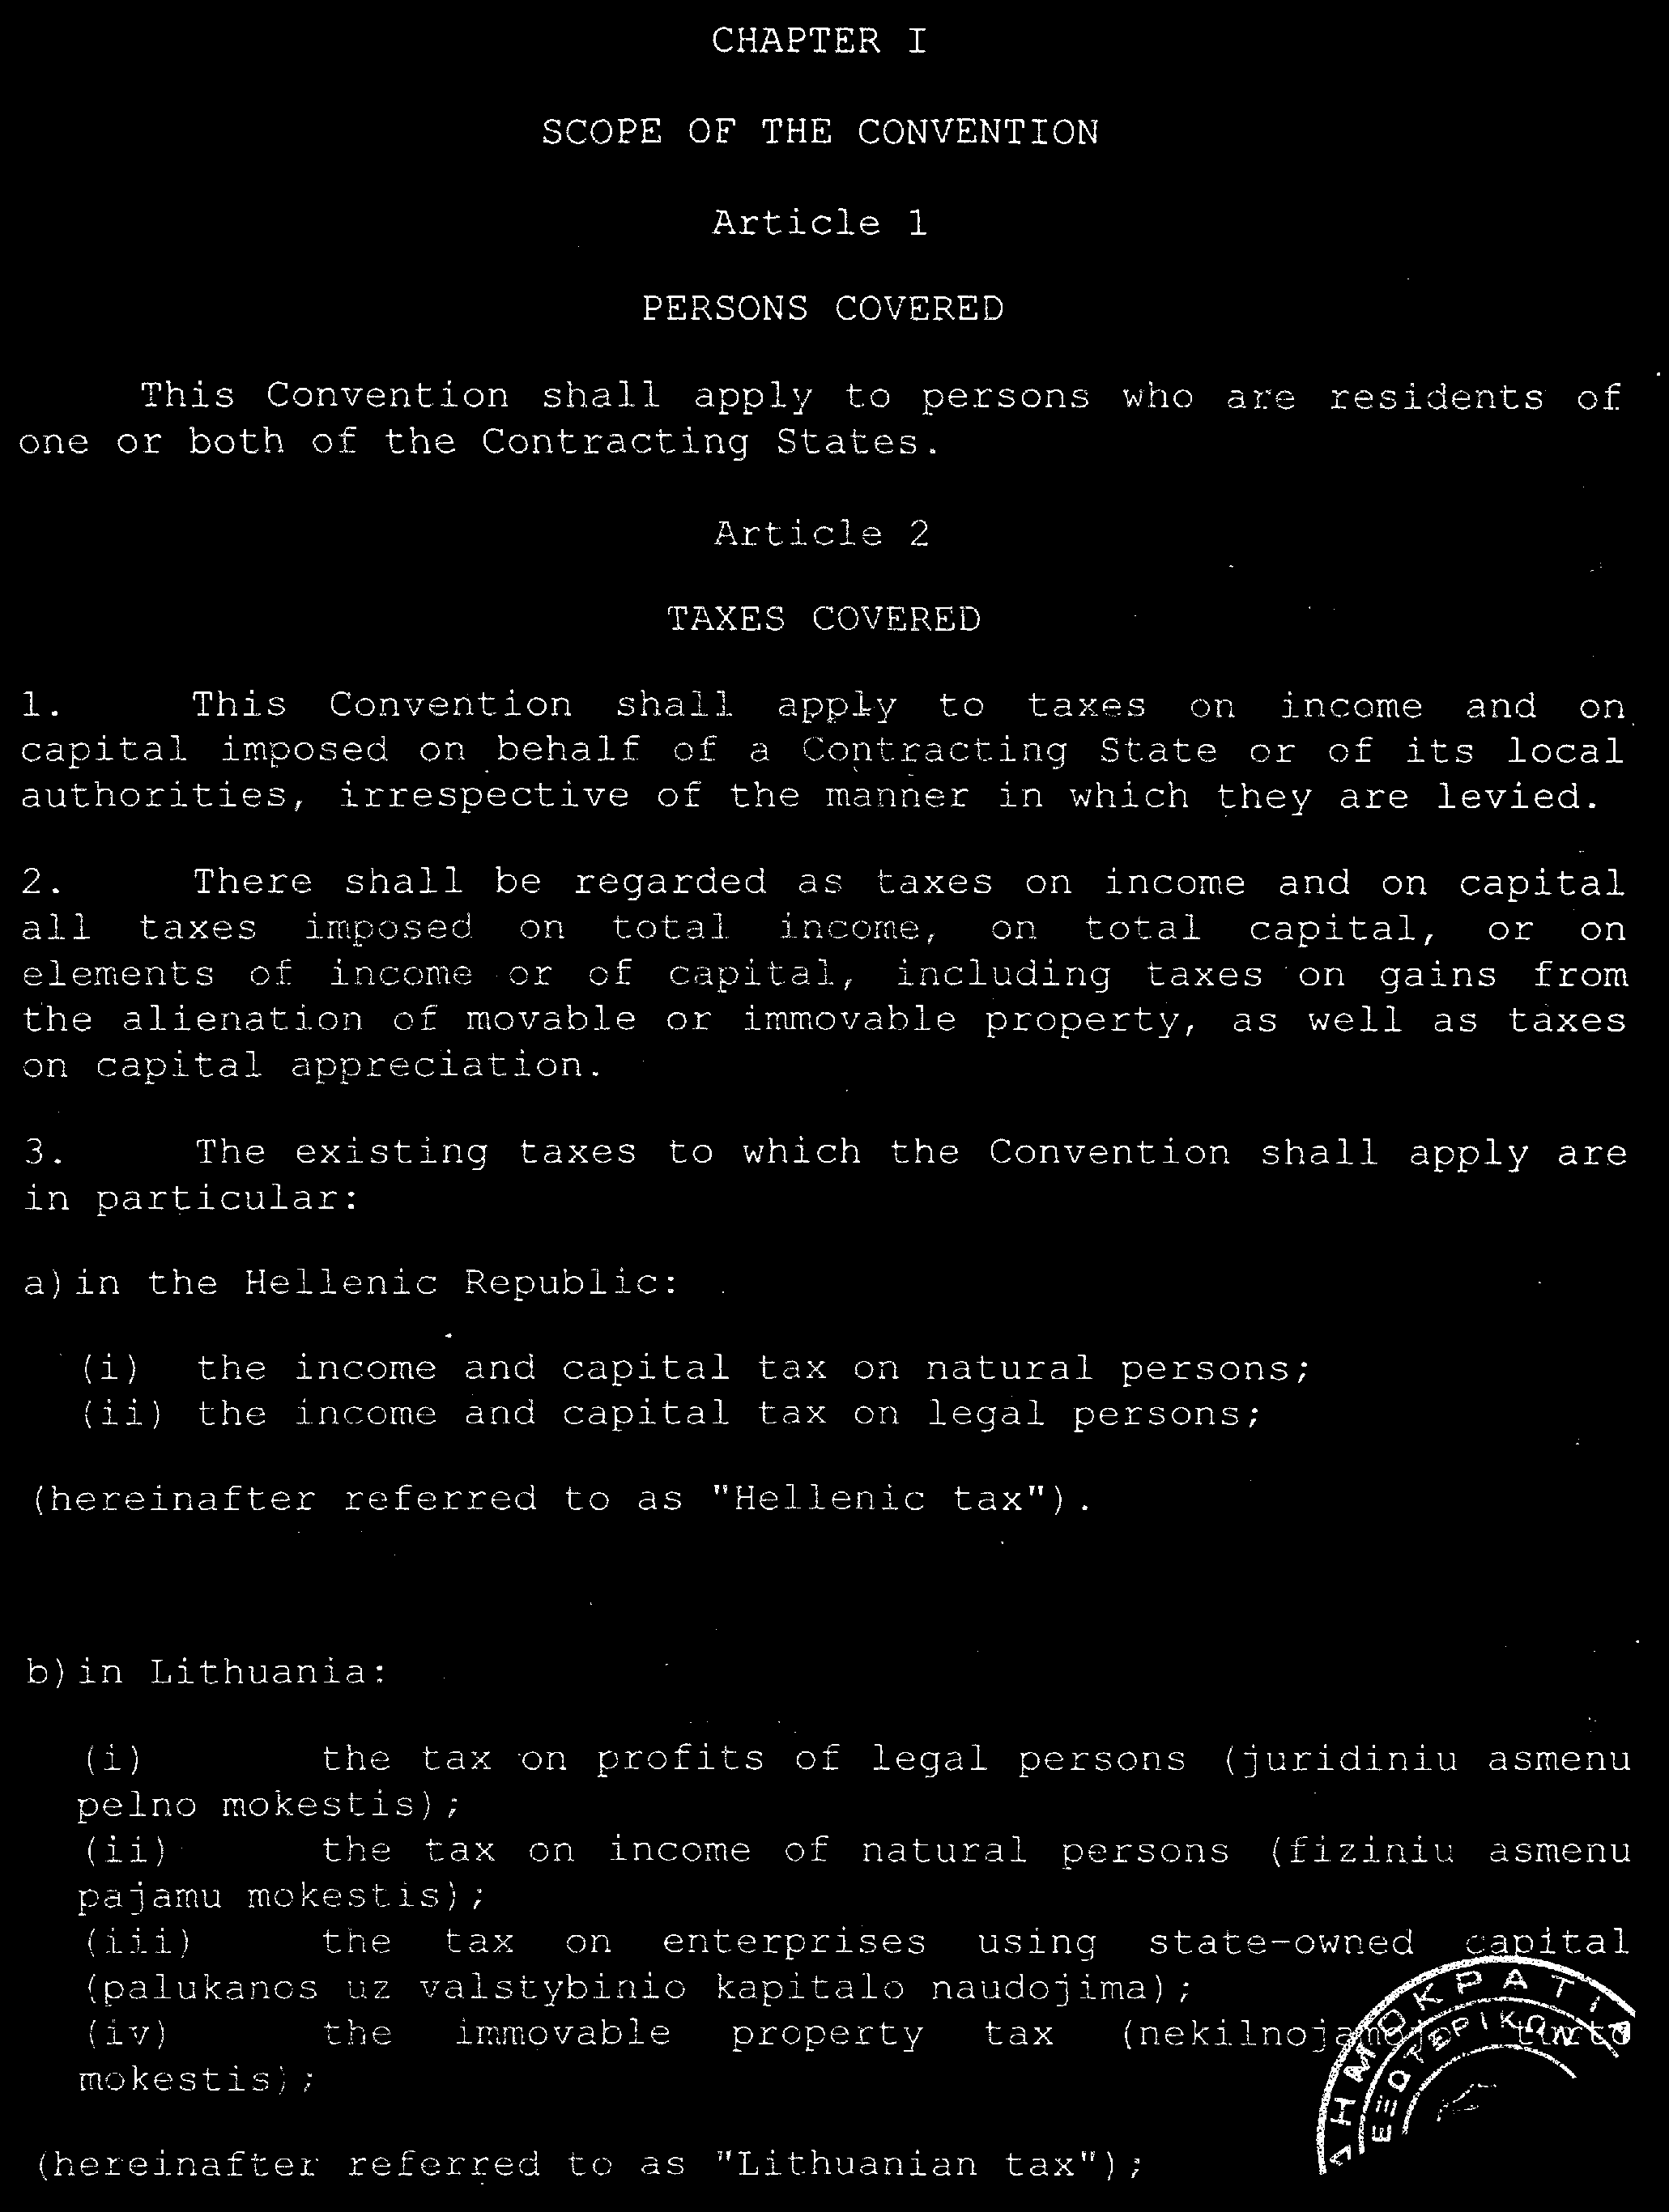 CHAPTER I
SCOPE OF THE CONVENTION
Article 1
PERSONS COVERED
This Convention shall apply to persons who are residents of
one or both of the Contracting States.
Article 2
TAXES COVERED
1. This Convention shall apply to taxes on income and on
capital imposed on behalf of a Contracting State or of its local
authorities, irrespective of the manner in which they are levied.
2. There shall be regarded as taxes on income and on capital
all taxes imposed on total income, on total capital, or on
elements of income or of capital, including taxes on gains from
the alienation of movable or immovable property, as well as taxes
on capital appreciation.
3. The existing taxes to which the Convention shall apply are
in particular:
a) in the Hellenic Republic:
(i) the income and capital tax on natural persons;
(ii) the income and capital tax on legal persons;
(hereinafter referred to as "Hellenic tax").
b) in Lithuania:
(i) the tax on profits of legal persons (juridiniu asmenu
pelno mokestis);
(ii) the tax on income of natural persons (fiziniu asmenu
pajamu mokestis);
(iii) the tax on enterprises using state-owned capital
(palukanos uz valstybinio kapitalo naudojima);
(iv) the immovable property tax (nekilnojamojo turto
mokestis);
(hereinafter referred to as "Lithuanian tax");
ΔΗΜΟΚΡΑΤΙΑ
ΕΞΩΤΕΡΙΚΩΝ